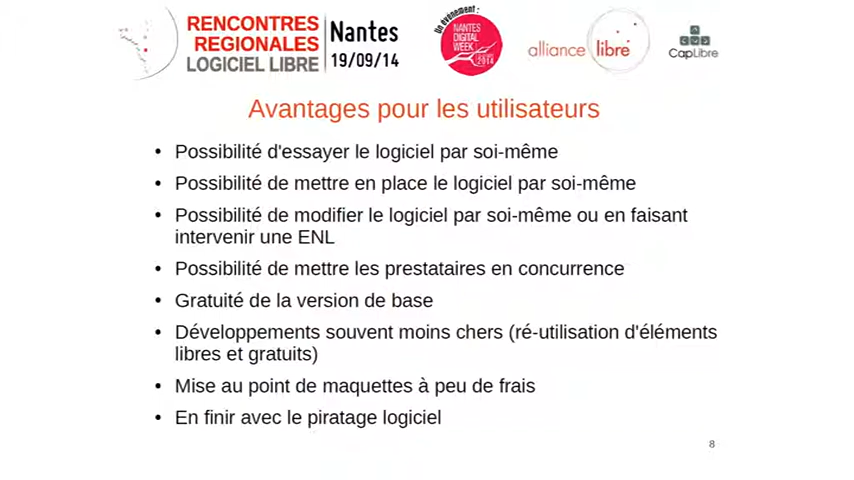 RENCONTRES
REGIONALES
LOGICIEL LIBRE
Nantes
19/09/14
Un événement :
NANTES
DIGITAL
WEEK
2014
alliance libre
CapLibre
Avantages pour les utilisateurs
• Possibilité d'essayer le logiciel par soi-même
• Possibilité de mettre en place le logiciel par soi-même
• Possibilité de modifier le logiciel par soi-même ou en faisant
intervenir une ENL
• Possibilité de mettre les prestataires en concurrence
• Gratuité de la version de base
• Développements souvent moins chers (ré-utilisation d'éléments
libres et gratuits)
• Mise au point de maquettes à peu de frais
• En finir avec le piratage logiciel
8